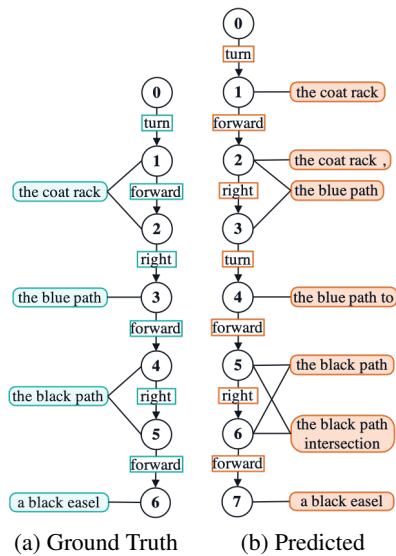 0
turn
1
forward
the coat rack
2
right
the blue path
3
forward
4
the black path
right
5
forward
a black easel
6
(a) Ground Truth
0
turn
1
the coat rack
forward
2
the coat rack ,
right
the blue path
3
turn
4
the blue path to
forward
5
the black path
right
6
the black path
intersection
forward
7
a black easel
(b) Predicted